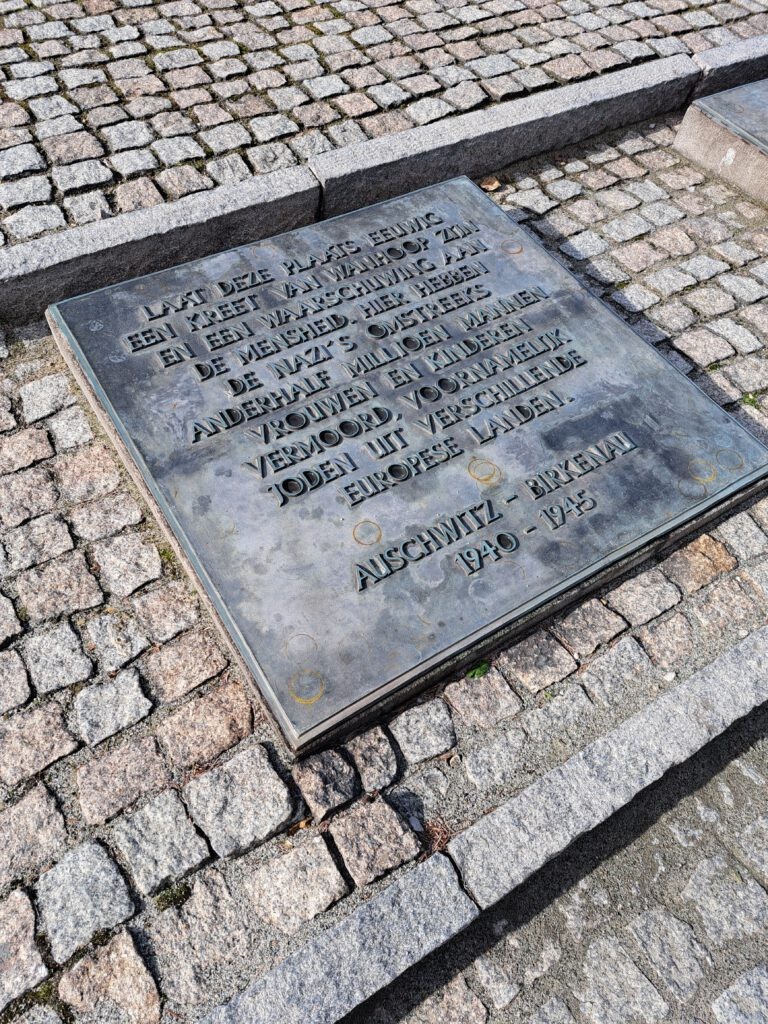 LAAT DEZE PLAATS EEUWIG
EEN KREET VAN WANHOOP ZIJN
EN EEN WAARSCHUWING AAN
DE MENSHEID. HIER HEBBEN
DE NAZI'S OMSTREEKS
ANDERHALF MILLIOEN MANNEN,
VROUWEN EN KINDEREN
VERMOORD, VOORNAMELIJK
JODEN UIT VERSCHILLENDE
EUROPESE LANDEN.
AUSCHWITZ - BIRKENAU
1940 - 1945